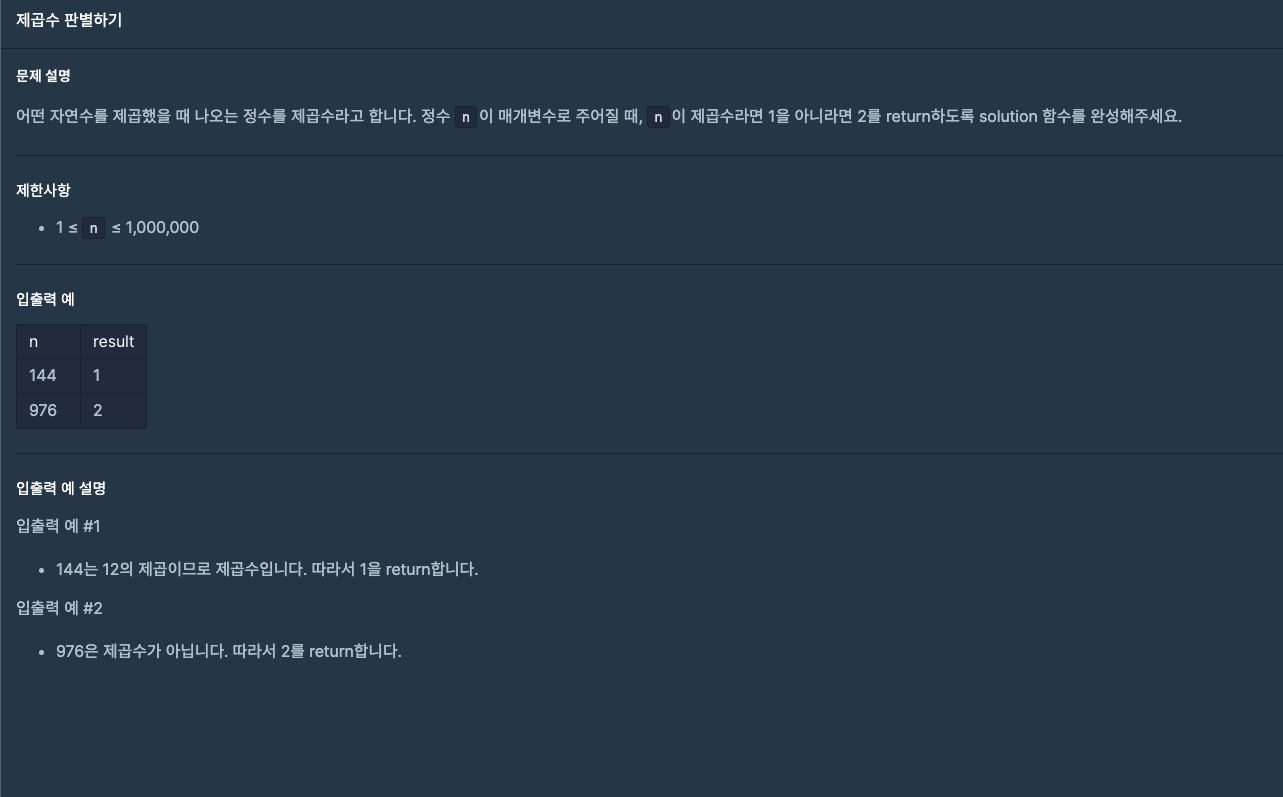 제곱수 판별하기
문제 설명
어떤 자연수를 제곱했을 때 나오는 정수를 제곱수라고 합니다. 정수 n 이 매개변수로 주어질 때, n 이 제곱수라면 1을 아니라면 2를 return하도록 solution 함수를 완성해주세요.
제한사항
• 1 ≤ n ≤ 1,000,000
입출력 예
n result
144 1
976 2
입출력 예 설명
입출력 예 #1
• 144는 12의 제곱이므로 제곱수입니다. 따라서 1을 return합니다.
입출력 예 #2
• 976은 제곱수가 아닙니다. 따라서 2를 return합니다.